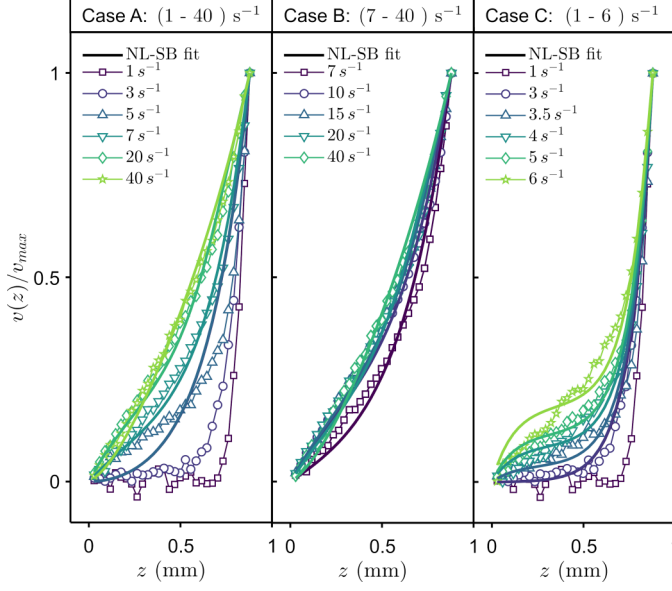 Case A: (1 - 40) s⁻¹
Case B: (7 - 40) s⁻¹
Case C: (1 - 6) s⁻¹
NL-SB fit
1 s⁻¹
3 s⁻¹
5 s⁻¹
7 s⁻¹
20 s⁻¹
40 s⁻¹
NL-SB fit
7 s⁻¹
10 s⁻¹
15 s⁻¹
20 s⁻¹
40 s⁻¹
NL-SB fit
1 s⁻¹
3 s⁻¹
3.5 s⁻¹
4 s⁻¹
5 s⁻¹
6 s⁻¹
1
0.5
0
v(z)/v_max
0 0.5 1
0 0.5 1
0 0.5 1
z (mm)
z (mm)
z (mm)